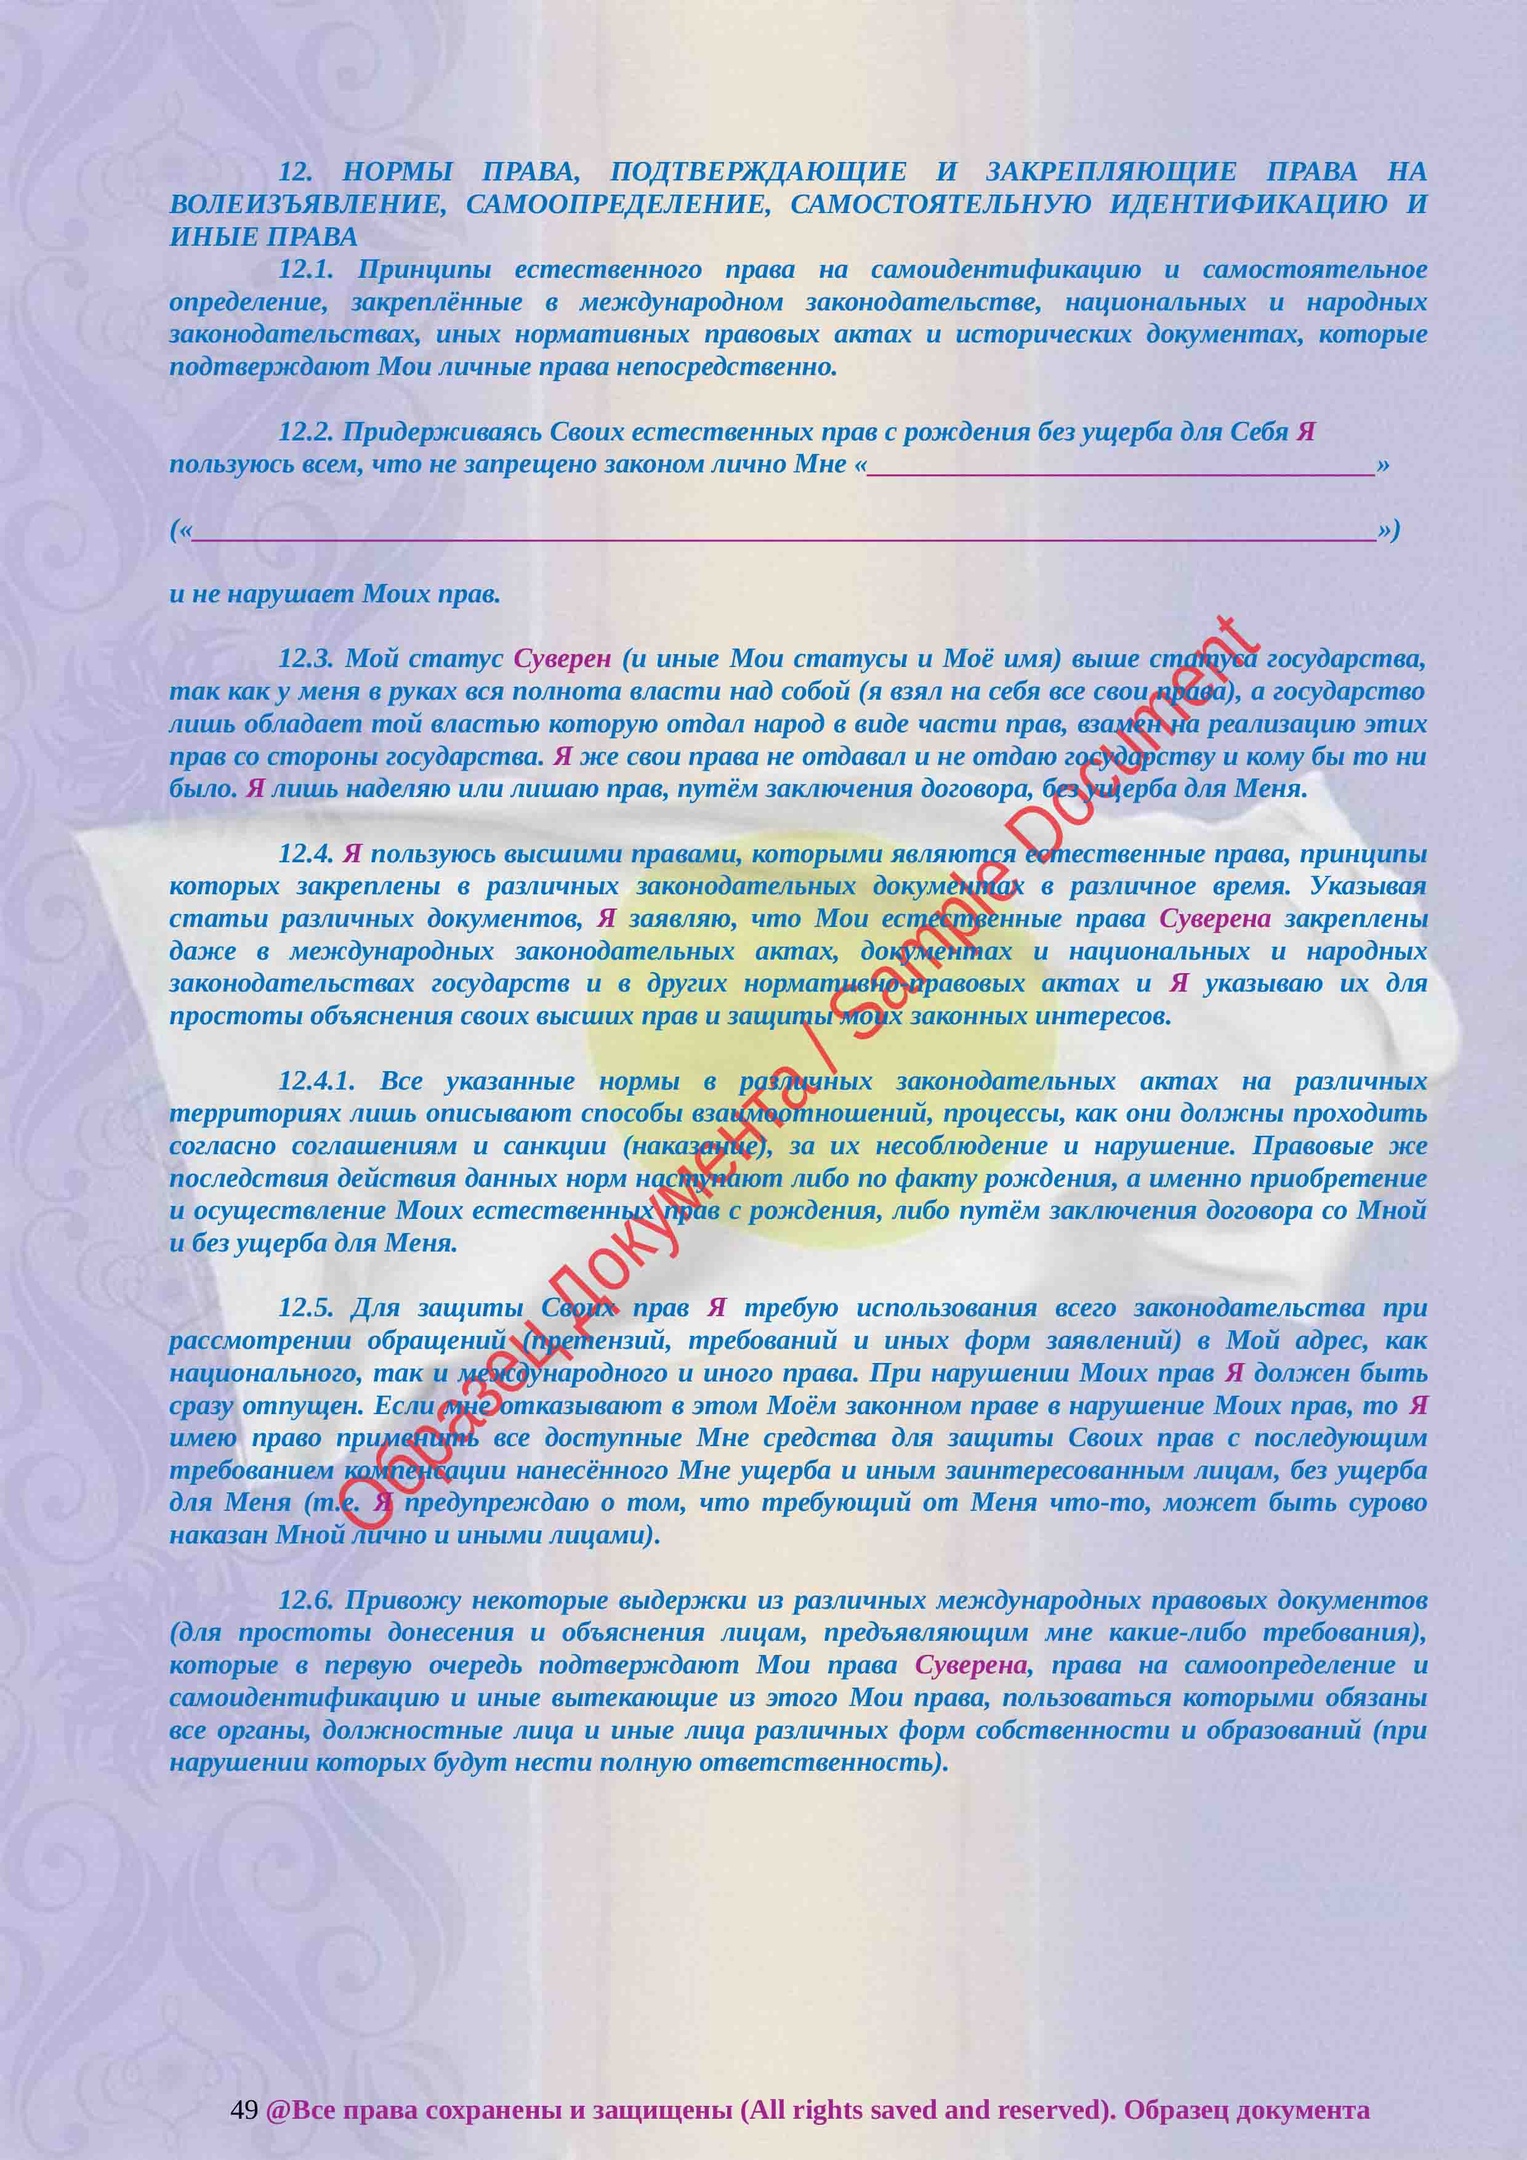 12. НОРМЫ ПРАВА, ПОДТВЕРЖДАЮЩИЕ И ЗАКРЕПЛЯЮЩИЕ ПРАВА НА
ВОЛЕИЗЪЯВЛЕНИЕ, САМООПРЕДЕЛЕНИЕ, САМОСТОЯТЕЛЬНУЮ ИДЕНТИФИКАЦИЮ И
ИНЫЕ ПРАВА
12.1. Принципы естественного права на самоидентификацию и самостоятельное
определение, закреплённые в международном законодательстве, национальных и народных
законодательствах, иных нормативных правовых актах и исторических документах, которые
подтверждают Мои личные права непосредственно.
12.2. Придерживаясь Своих естественных прав с рождения без ущерба для Себя Я
пользуюсь всем, что не запрещено законом лично Мне «____________________________________»
(«____________________________________________________________________________________»)
и не нарушает Моих прав.
12.3. Мой статус Суверен (и иные Мои статусы и Моё имя) выше статуса государства,
так как у меня в руках вся полнота власти над собой (я взял на себя все свои права), а государство
лишь обладает той властью которую отдал народ в виде части прав, взамен на реализацию этих
прав со стороны государства. Я же свои права не отдавал и не отдаю государству и кому бы то ни
было. Я лишь наделяю или лишаю прав, путём заключения договора, без ущерба для Меня.
12.4. Я пользуюсь высшими правами, которыми являются естественные права, принципы
которых закреплены в различных законодательных документах в различное время. Указывая
статьи различных документов, Я заявляю, что Мои естественные права Суверена закреплены
даже в международных законодательных актах, документах и национальных и народных
законодательствах государств и в других нормативно-правовых актах и Я указываю их для
простоты объяснения своих высших прав и защиты моих законных интересов.
12.4.1. Все указанные нормы в различных законодательных актах на различных
территориях лишь описывают способы взаимоотношений, процессы, как они должны проходить
согласно соглашениям и санкции (наказание), за их несоблюдение и нарушение. Правовые же
последствия действия данных норм наступают либо по факту рождения, а именно приобретение
и осуществление Моих естественных прав с рождения, либо путём заключения договора со Мной
и без ущерба для Меня.
12.5. Для защиты Своих прав Я требую использования всего законодательства при
рассмотрении обращений (претензий, требований и иных форм заявлений) в Мой адрес, как
национального, так и международного и иного права. При нарушении Моих прав Я должен быть
сразу отпущен. Если мне отказывают в этом Моём законном праве в нарушение Моих прав, то Я
имею право применить все доступные Мне средства для защиты Своих прав с последующим
требованием компенсации нанесённого Мне ущерба и иным заинтересованным лицам, без ущерба
для Меня (т.е. Я предупреждаю о том, что требующий от Меня что-то, может быть сурово
наказан Мной лично и иными лицами).
12.6. Привожу некоторые выдержки из различных международных правовых документов
(для простоты донесения и объяснения лицам, предъявляющим мне какие-либо требования),
которые в первую очередь подтверждают Мои права Суверена, права на самоопределение и
самоидентификацию и иные вытекающие из этого Мои права, пользоваться которыми обязаны
все органы, должностные лица и иные лица различных форм собственности и образований (при
нарушении которых будут нести полную ответственность).
Образец Документа / Sample Document
49 @Все права сохранены и защищены (All rights saved and reserved). Образец документа